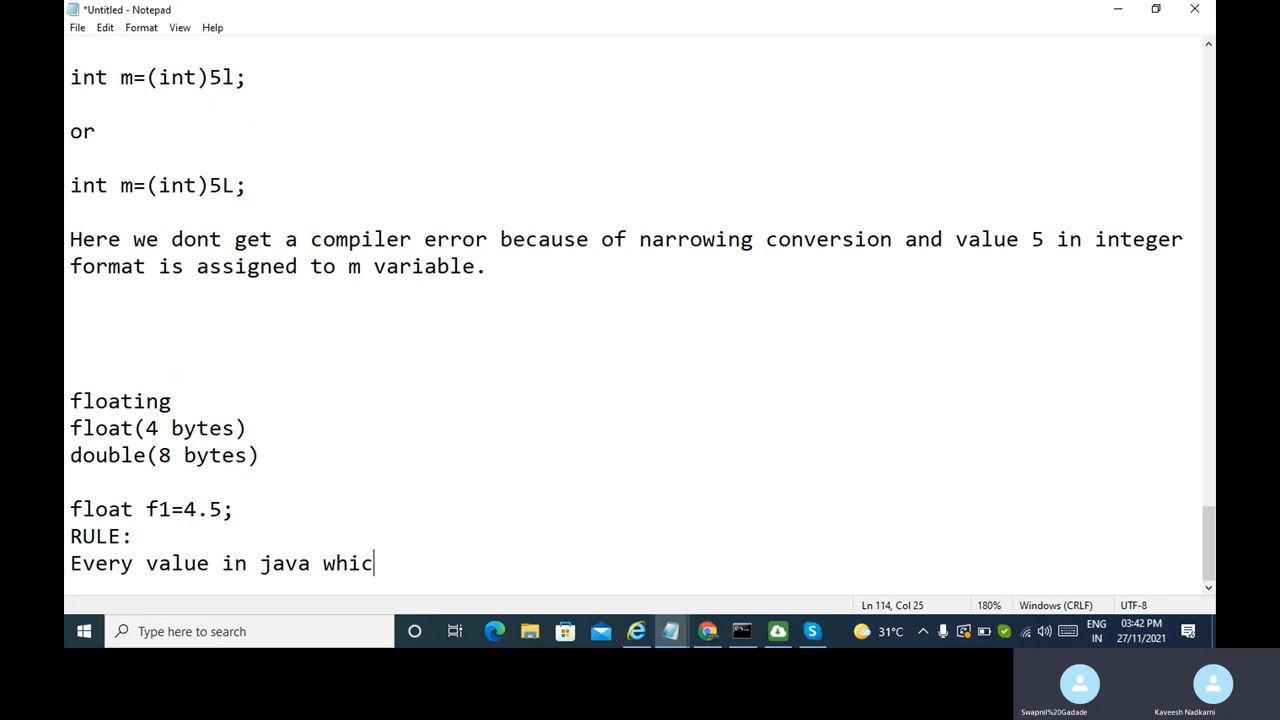 *Untitled - Notepad
File Edit Format View Help
int m=(int)5l;
or
int m=(int)5L;
Here we dont get a compiler error because of narrowing conversion and value 5 in integer
format is assigned to m variable.
floating
float(4 bytes)
double(8 bytes)
float f1=4.5;
RULE:
Every value in java whic
Ln 114, Col 25 180% Windows (CRLF) UTF-8
Type here to search
31°C
ENG
IN
03:42 PM
27/11/2021
Swapnil%20Gadade
Kaveesh Nadkarni